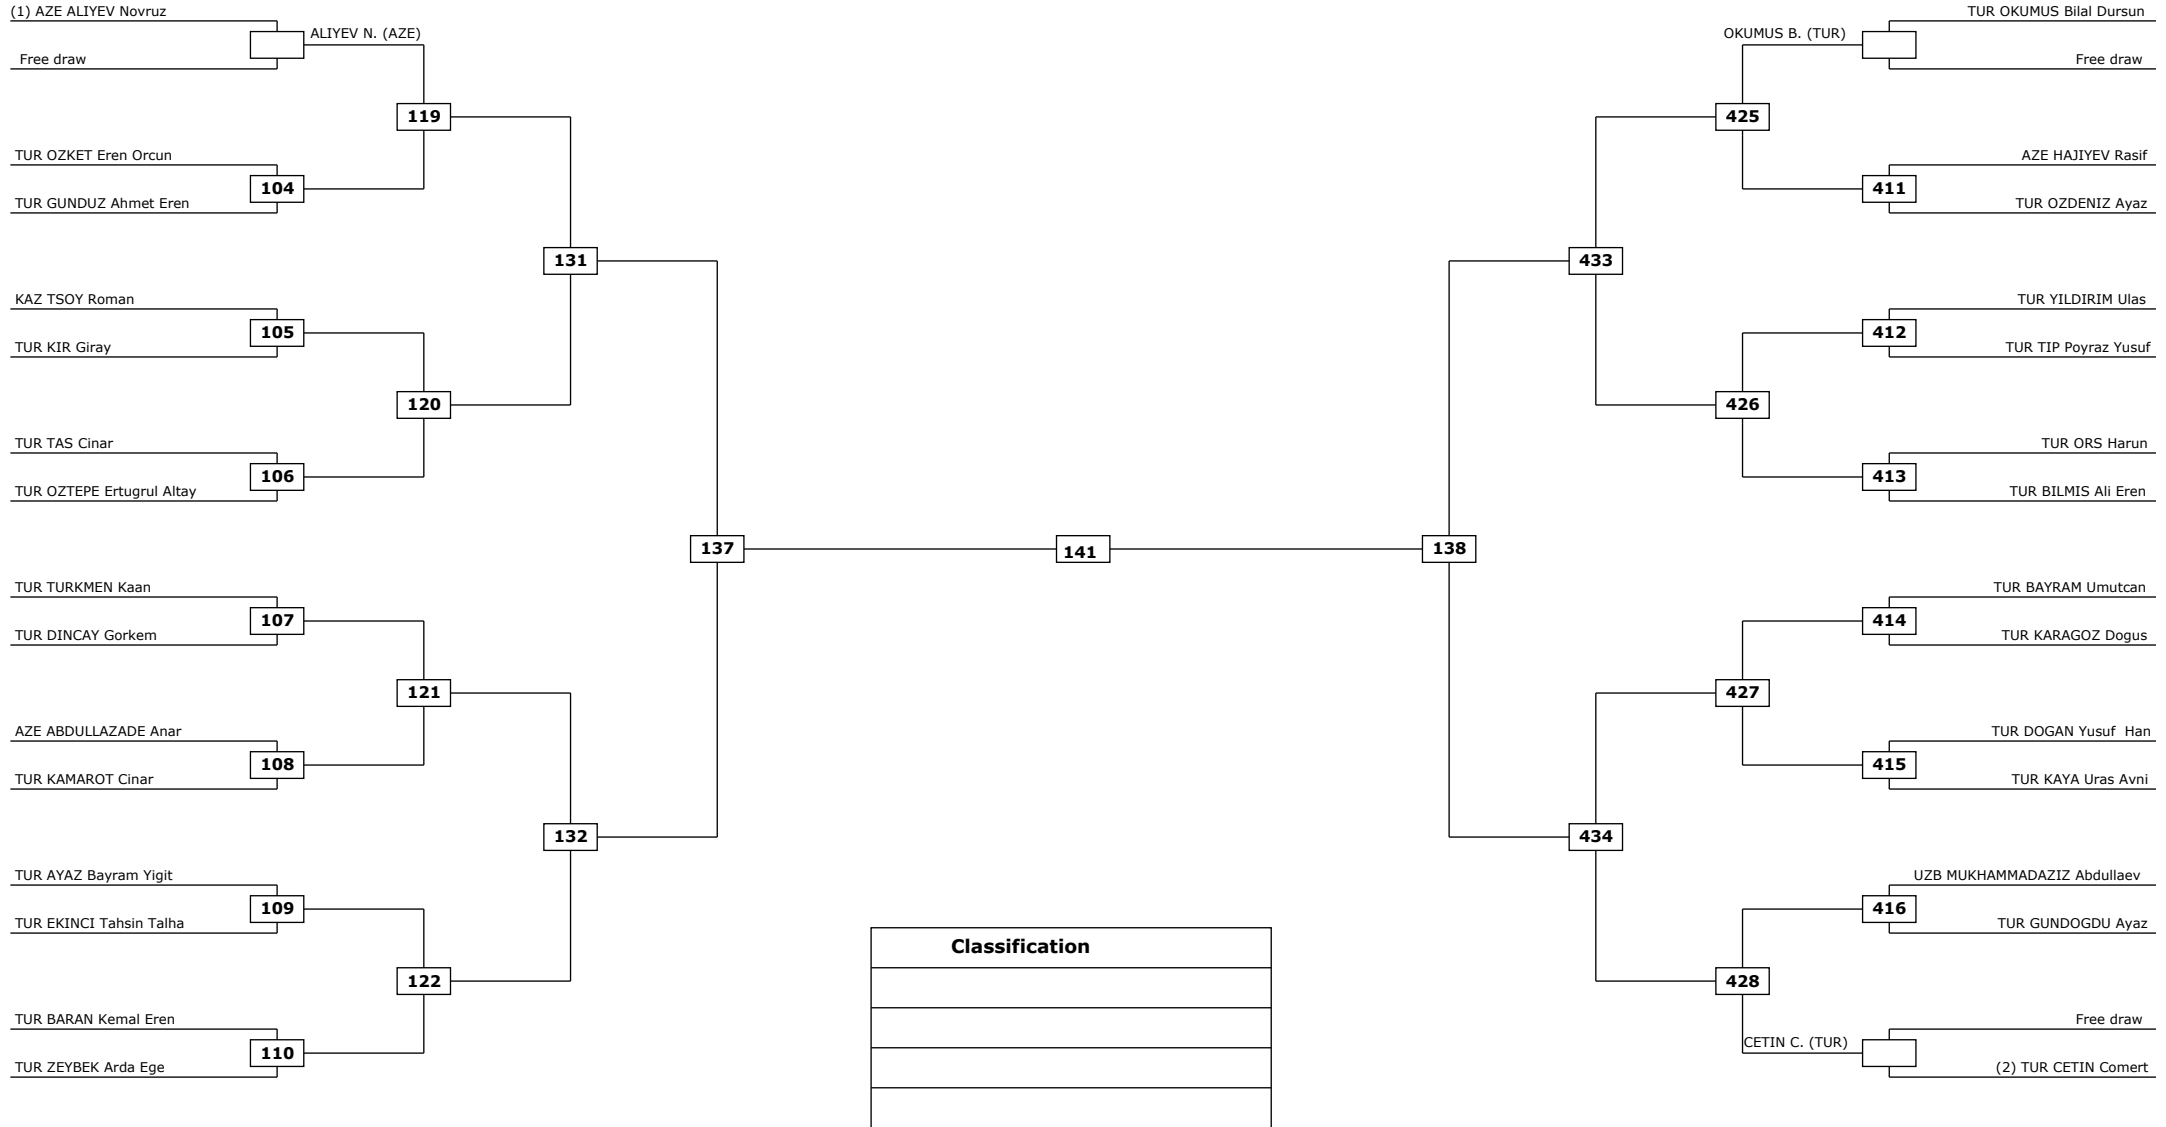 (1) AZE ALIYEV Novruz
ALIYEV N. (AZE)
Free draw
119
TUR OZKET Eren Orcun
104
TUR GUNDUZ Ahmet Eren
131
KAZ TSOY Roman
105
TUR KIR Giray
120
TUR TAS Cinar
106
TUR OZTEPE Ertugrul Altay
137
TUR TURKMEN Kaan
107
TUR DINCAY Gorkem
121
AZE ABDULLAZADE Anar
108
TUR KAMAROT Cinar
132
TUR AYAZ Bayram Yigit
109
TUR EKINCI Tahsin Talha
122
TUR BARAN Kemal Eren
110
TUR ZEYBEK Arda Ege
141
Classification
TUR OKUMUS Bilal Dursun
OKUMUS B. (TUR)
Free draw
425
AZE HAJIYEV Rasif
411
TUR OZDENIZ Ayaz
433
TUR YILDIRIM Ulas
412
TUR TIP Poyraz Yusuf
426
TUR ORS Harun
413
TUR BILMIS Ali Eren
138
TUR BAYRAM Umutcan
414
TUR KARAGOZ Dogus
427
TUR DOGAN Yusuf  Han
415
TUR KAYA Uras Avni
434
UZB MUKHAMMADAZIZ Abdullaev
416
TUR GUNDOGDU Ayaz
428
Free draw
CETIN C. (TUR)
(2) TUR CETIN Comert